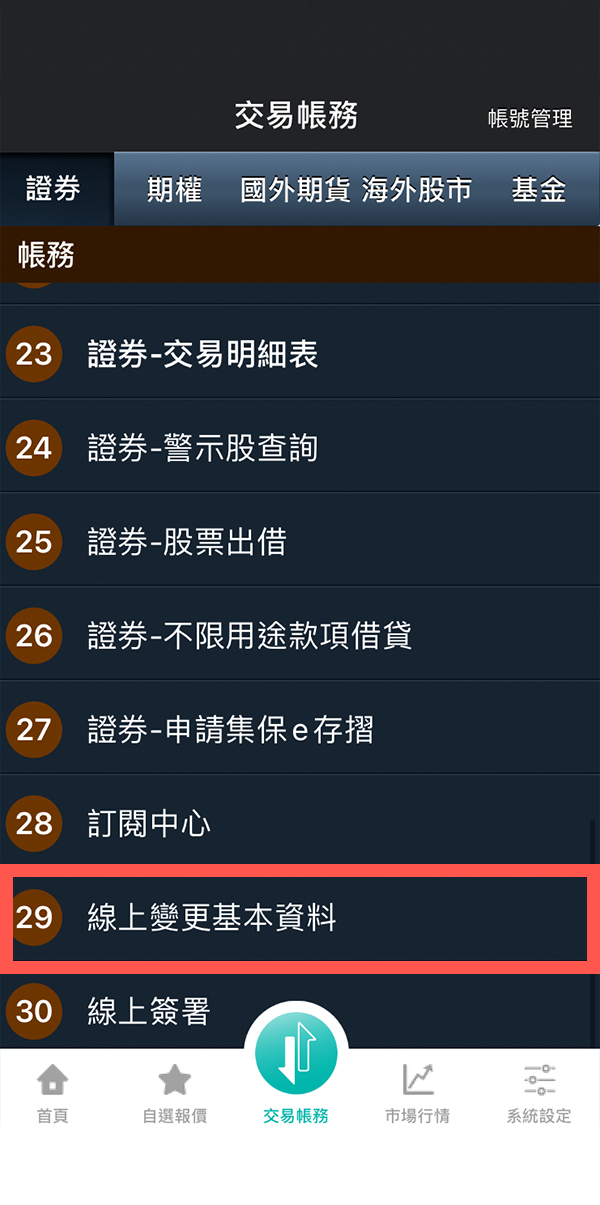 交易帳務 帳號管理
證券 期權 國外期貨 海外股市 基金
帳務
23 證券-交易明細表
24 證券-警示股查詢
25 證券-股票出借
26 證券-不限用途款項借貸
27 證券-申請集保e存摺
28 訂閱中心
29 線上變更基本資料
30 線上簽署
首頁 自選報價 交易帳務 市場行情 系統設定